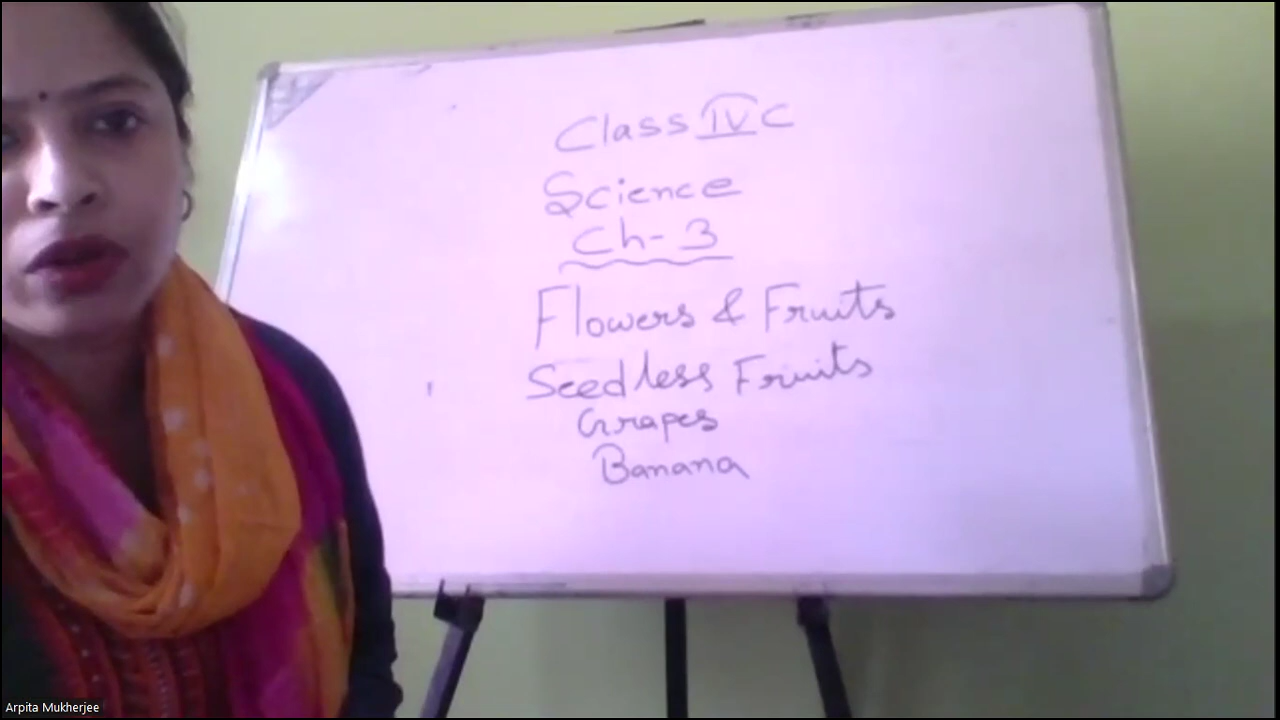 Class IV C
Science
Ch- 3
Flowers & Fruits
Seedless Fruits
Grapes
Banana
Arpita Mukherjee